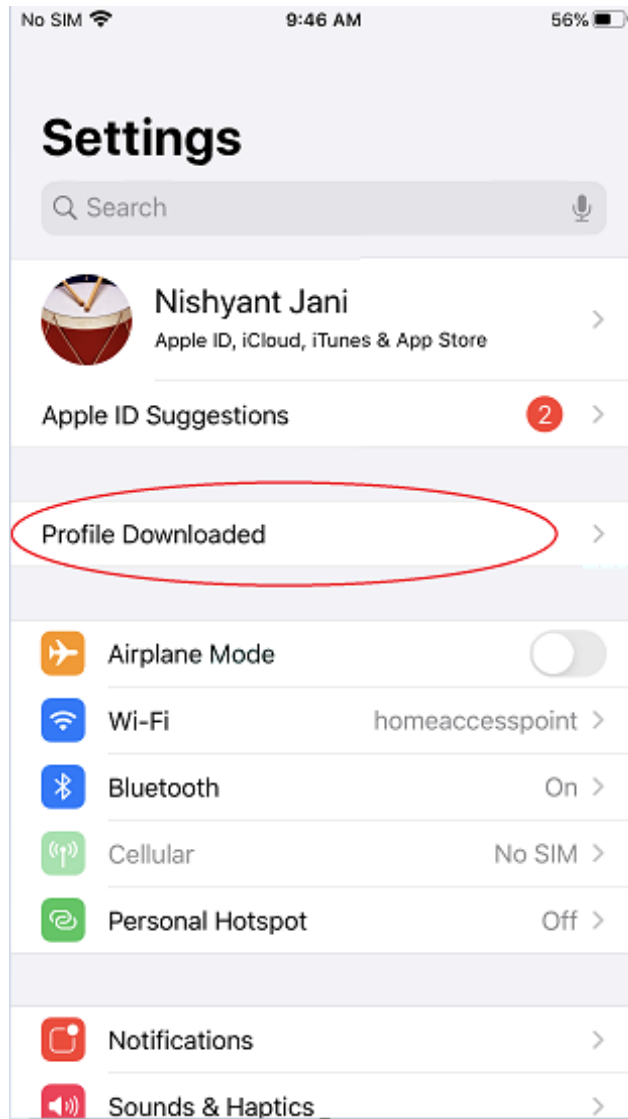 No SIM 9:46 AM 56%
Settings
Search
Nishyant Jani
Apple ID, iCloud, iTunes & App Store
Apple ID Suggestions 2
Profile Downloaded
Airplane Mode
Wi-Fi homeaccesspoint
Bluetooth On
Cellular No SIM
Personal Hotspot Off
Notifications
Sounds & Haptics